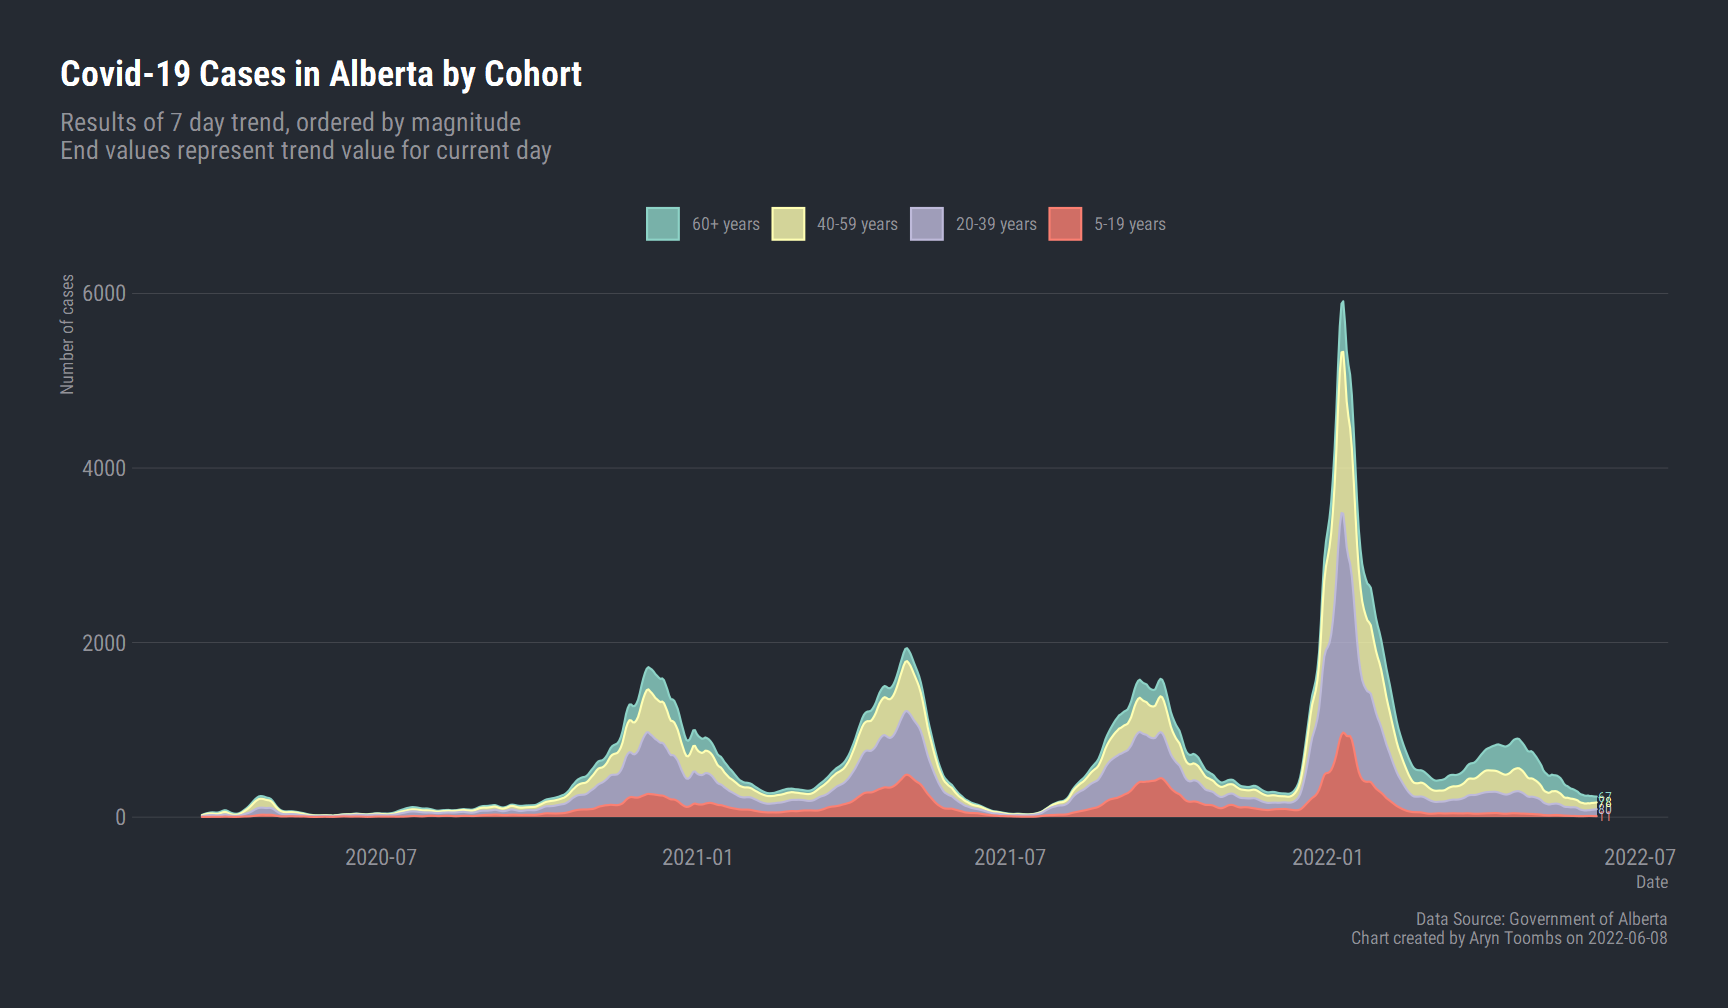 Covid-19 Cases in Alberta by Cohort
Results of 7 day trend, ordered by magnitude
End values represent trend value for current day
60+ years
40-59 years
20-39 years
5-19 years
Number of cases
6000
4000
2000
0
67
11
2020-07
2021-01
2021-07
2022-01
2022-07
Date
Data Source: Government of Alberta
Chart created by Aryn Toombs on 2022-06-08